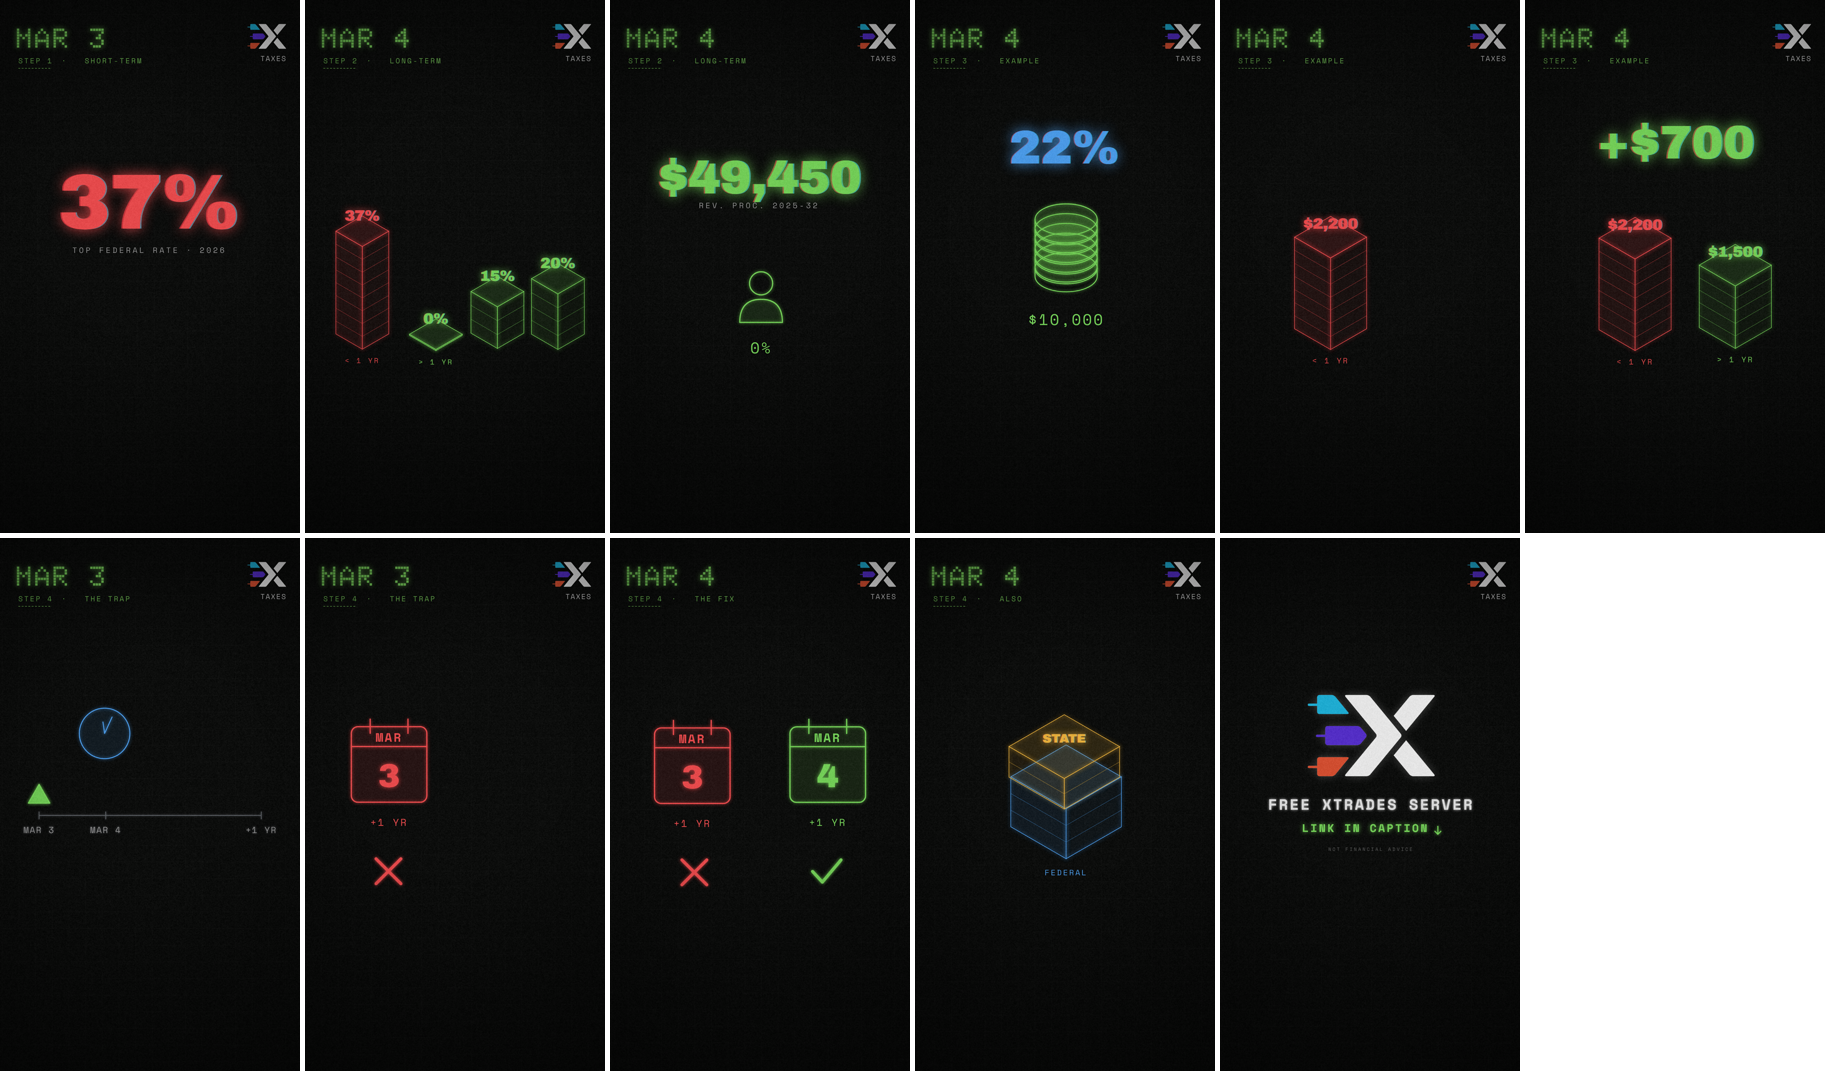 MAR 3
STEP 1 · SHORT-TERM
TAXES
37%
TOP FEDERAL RATE · 2026
MAR 4
STEP 2 · LONG-TERM
TAXES
37%
0%
15%
20%
< 1 YR
> 1 YR
MAR 4
STEP 2 · LONG-TERM
TAXES
$49,450
REV. PROC. 2025-32
0%
MAR 4
STEP 3 · EXAMPLE
TAXES
22%
$10,000
MAR 4
STEP 3 · EXAMPLE
TAXES
$2,200
< 1 YR
MAR 4
STEP 3 · EXAMPLE
TAXES
+$700
$2,200
$1,500
< 1 YR
> 1 YR
MAR 3
STEP 4 · THE TRAP
TAXES
MAR 3
MAR 4
+1 YR
MAR 3
STEP 4 · THE TRAP
TAXES
MAR
3
+1 YR
MAR 4
STEP 4 · THE FIX
TAXES
MAR
3
+1 YR
MAR
4
+1 YR
MAR 4
STEP 4 · ALSO
TAXES
STATE
FEDERAL
X
TAXES
X
FREE XTRADES SERVER
LINK IN CAPTION ↓
NOT FINANCIAL ADVICE